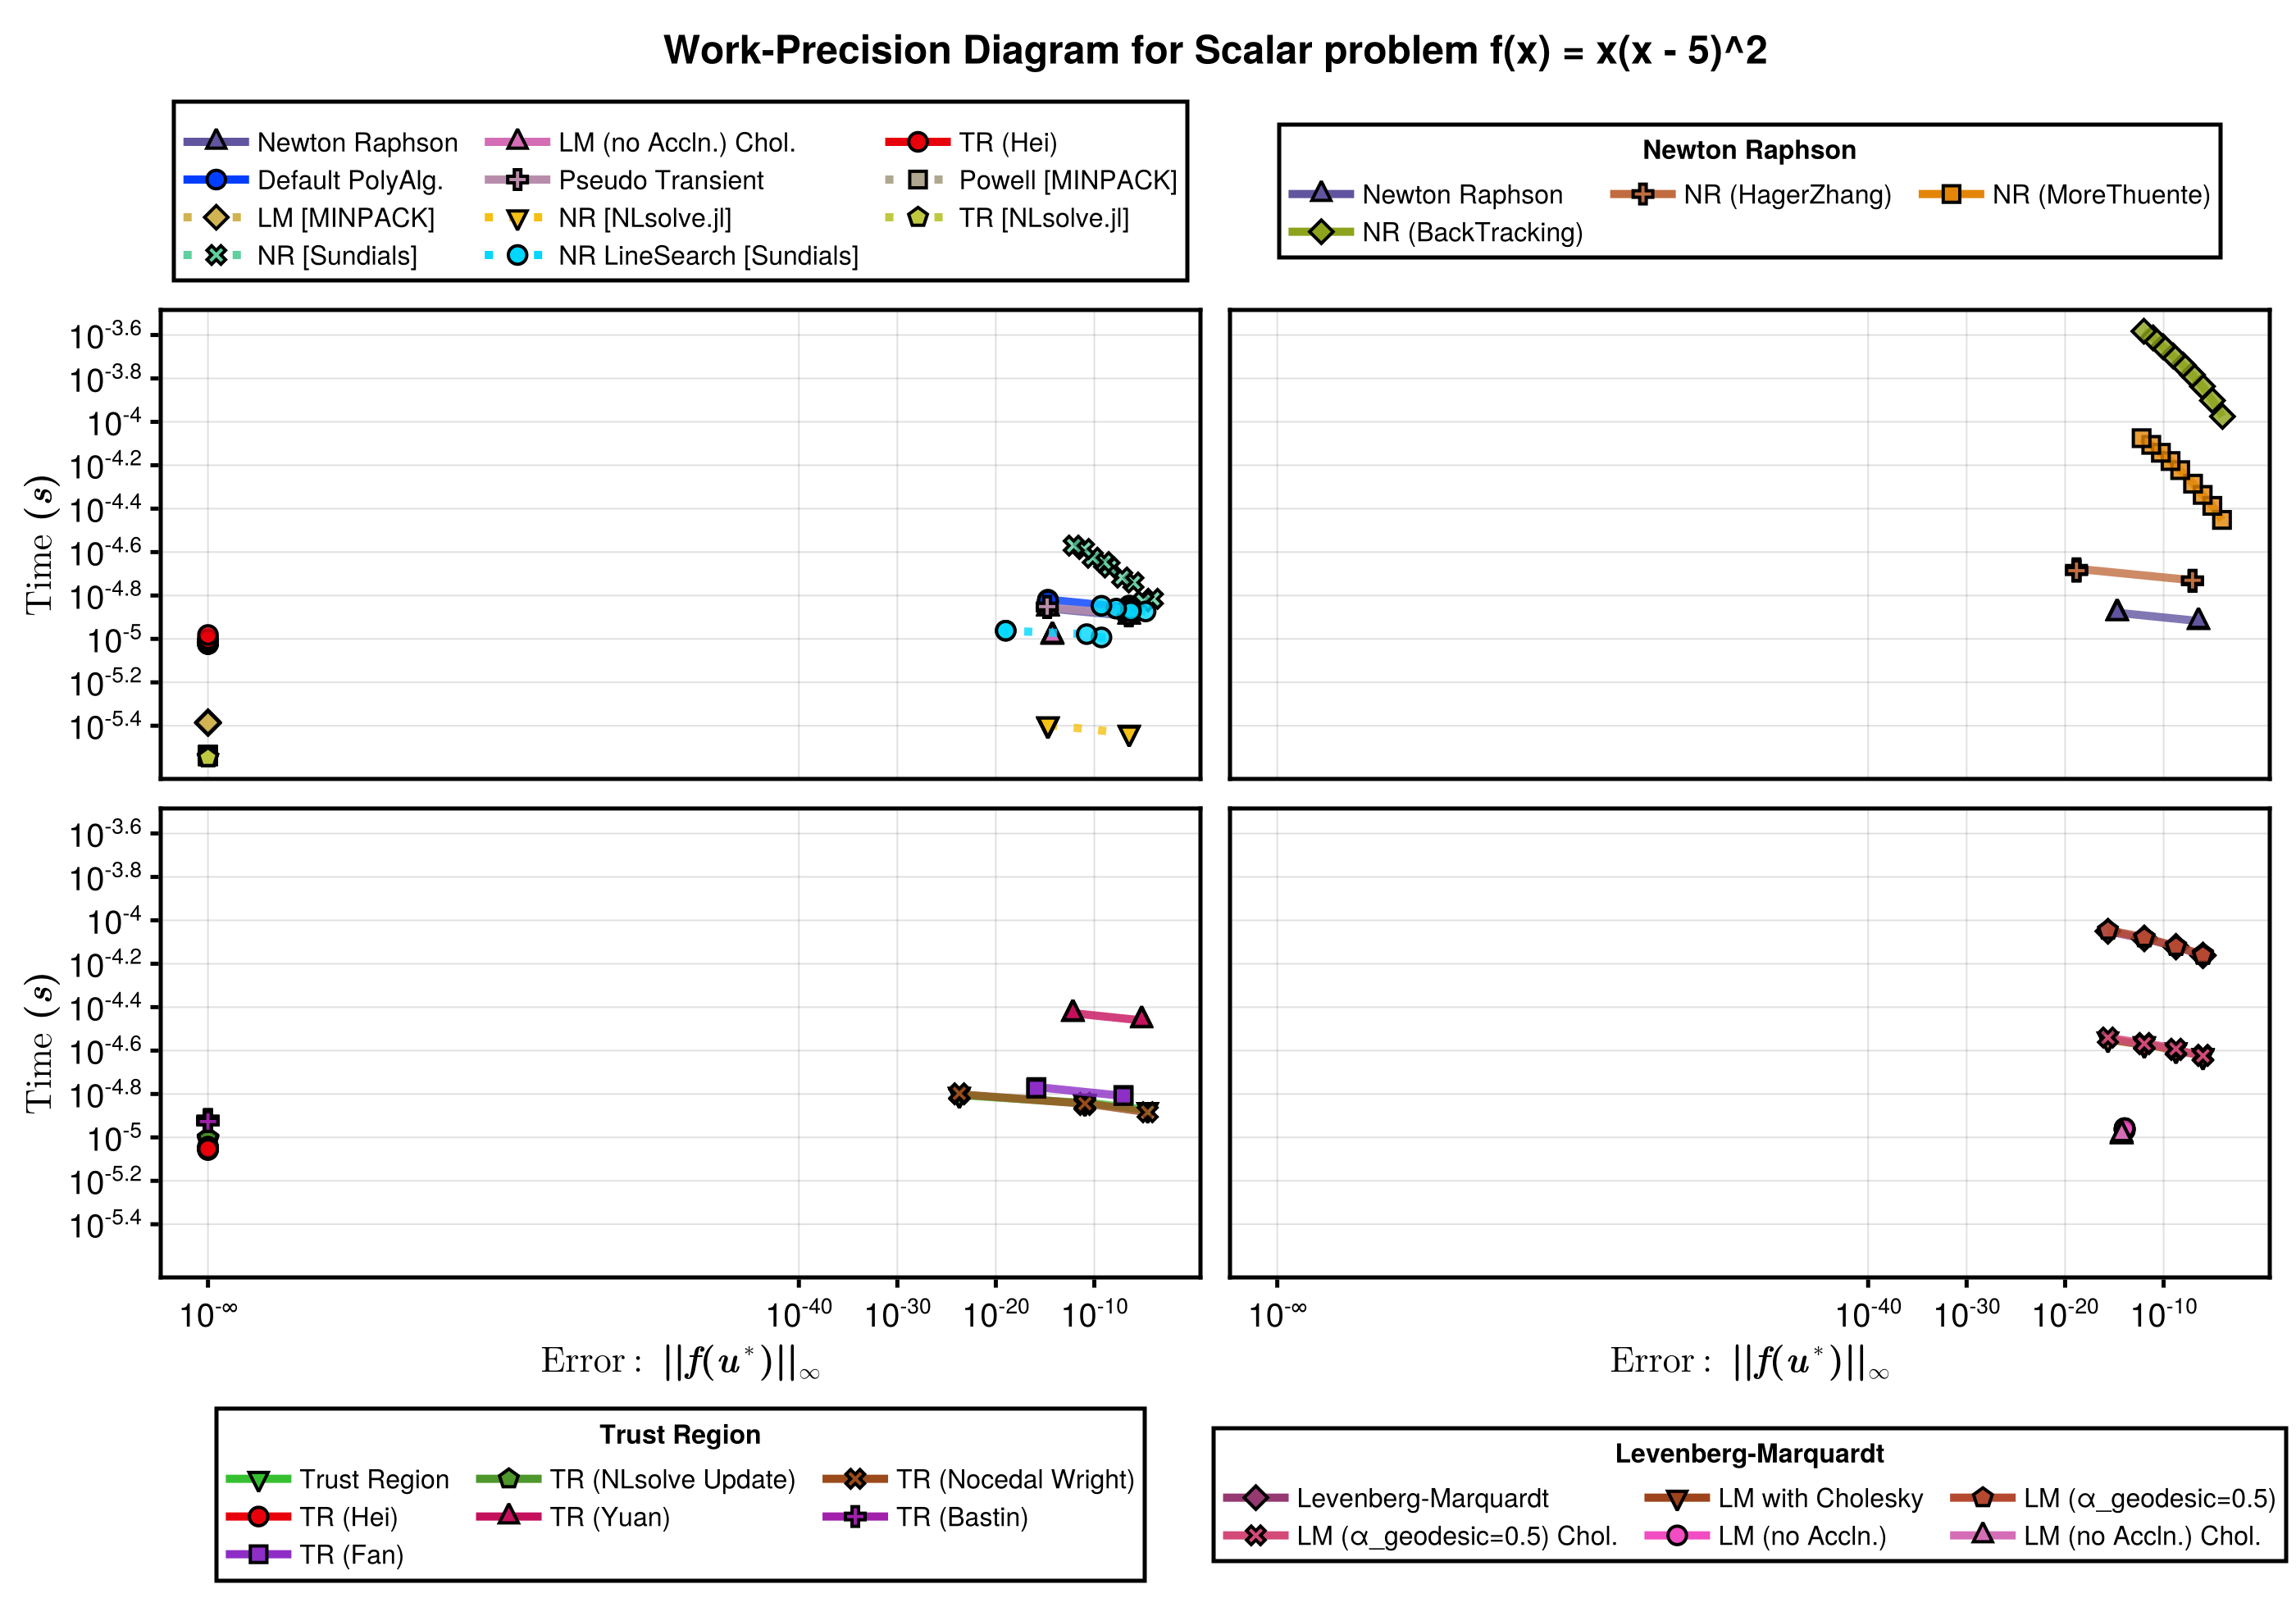 Work-Precision Diagram for Scalar problem f(x) = x(x - 5)^2
Newton Raphson LM (no Accln.) Chol. TR (Hei)
Default PolyAlg. Pseudo Transient Powell [MINPACK]
LM [MINPACK] NR [NLsolve.jl] TR [NLsolve.jl]
NR [Sundials] NR LineSearch [Sundials]
Newton Raphson
Newton Raphson NR (HagerZhang) NR (MoreThuente)
NR (BackTracking)
10^-3.6
10^-3.8
10^-4
10^-4.2
10^-4.4
10^-4.6
10^-4.8
10^-5
10^-5.2
10^-5.4
Time (s)
10^-3.6
10^-3.8
10^-4
10^-4.2
10^-4.4
10^-4.6
10^-4.8
10^-5
10^-5.2
10^-5.4
Time (s)
10^-∞ 10^-40 10^-30 10^-20 10^-10
Error: ||f(u*)||∞
10^-∞ 10^-40 10^-30 10^-20 10^-10
Error: ||f(u*)||∞
Trust Region
Trust Region TR (NLsolve Update) TR (Nocedal Wright)
TR (Hei) TR (Yuan) TR (Bastin)
TR (Fan)
Levenberg-Marquardt
Levenberg-Marquardt LM with Cholesky LM (α_geodesic=0.5)
LM (α_geodesic=0.5) Chol. LM (no Accln.) LM (no Accln.) Chol.